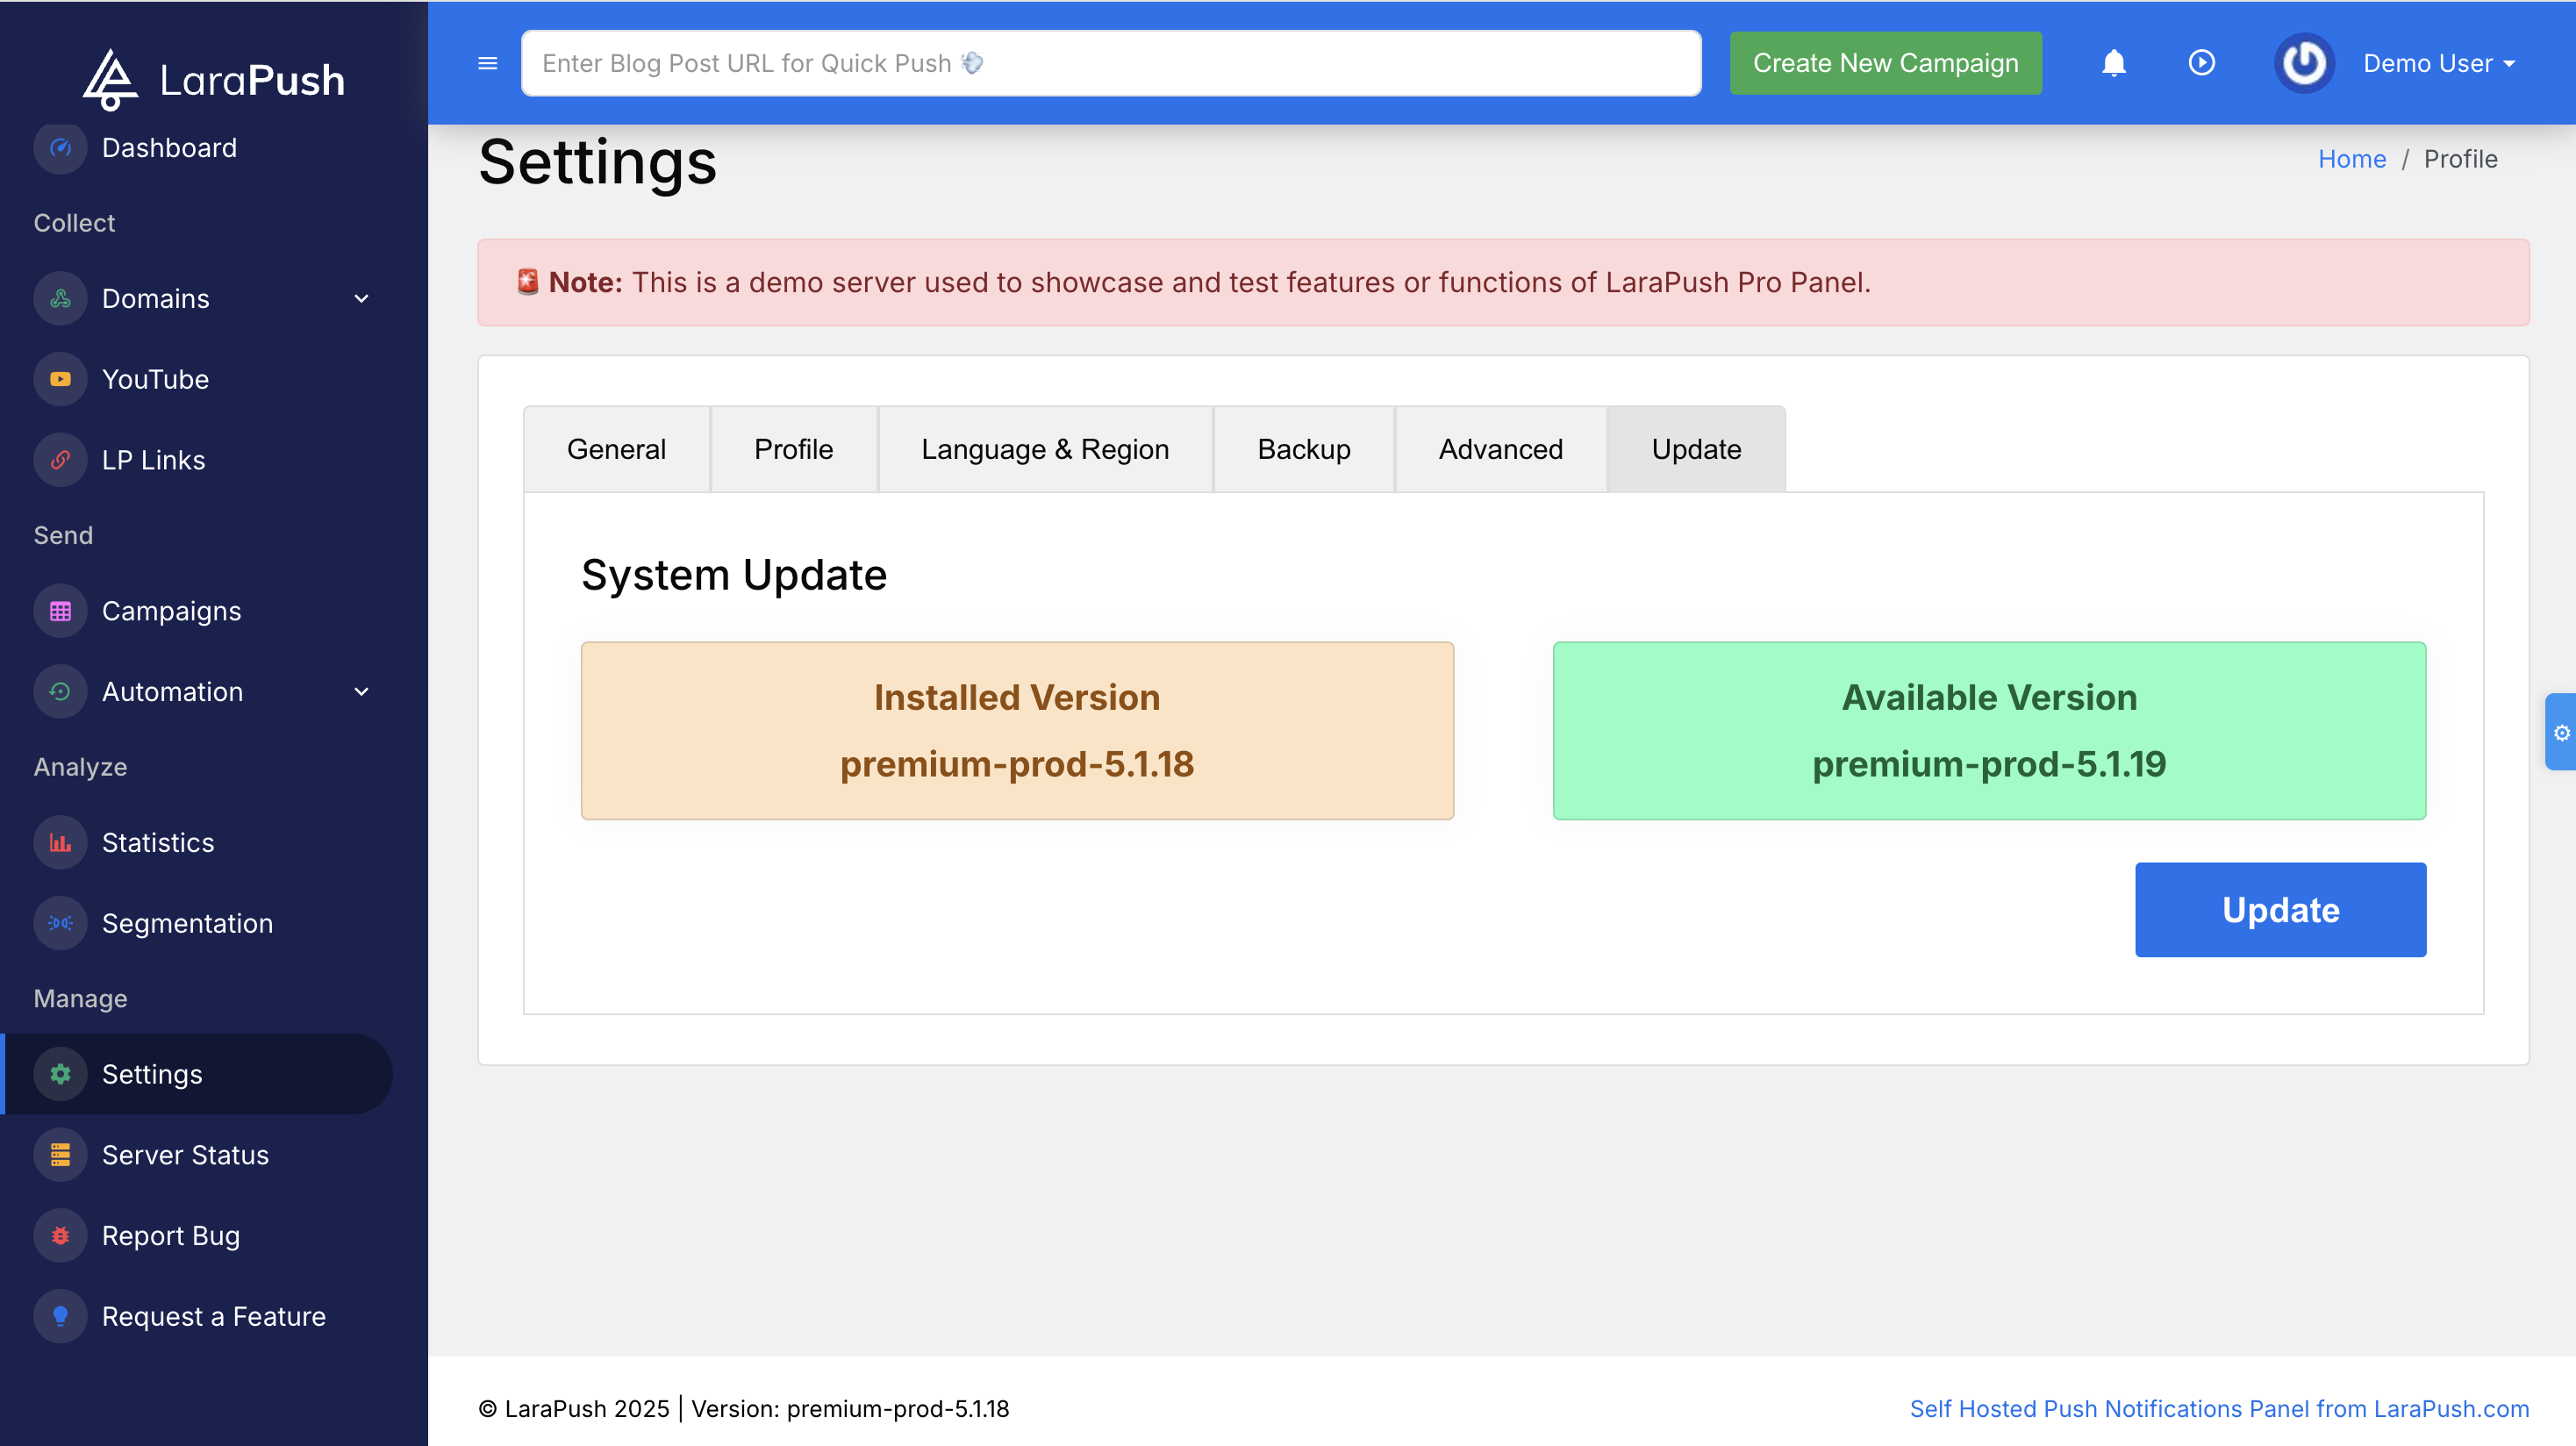 LaraPush
Dashboard
Collect
Domains
YouTube
LP Links
Send
Campaigns
Automation
Analyze
Statistics
Segmentation
Manage
Settings
Server Status
Report Bug
Request a Feature
Enter Blog Post URL for Quick Push 💨
Create New Campaign
Demo User
Settings
Home / Profile
🚨 Note: This is a demo server used to showcase and test features or functions of LaraPush Pro Panel.
General Profile Language & Region Backup Advanced Update
System Update
Installed Version
premium-prod-5.1.18
Available Version
premium-prod-5.1.19
Update
© LaraPush 2025 | Version: premium-prod-5.1.18
Self Hosted Push Notifications Panel from LaraPush.com